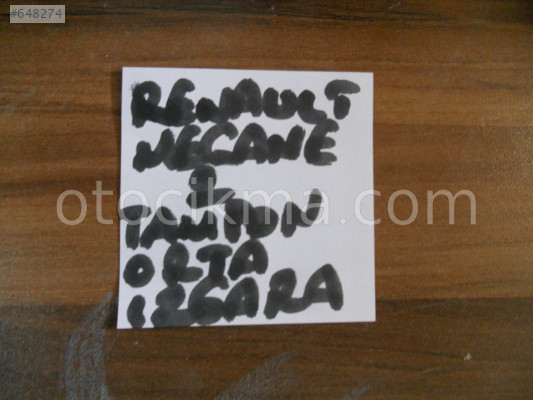 #648274
RENAULT
MEGANE
2
TAMPON
ORTA
IZGARA
otocikma.com